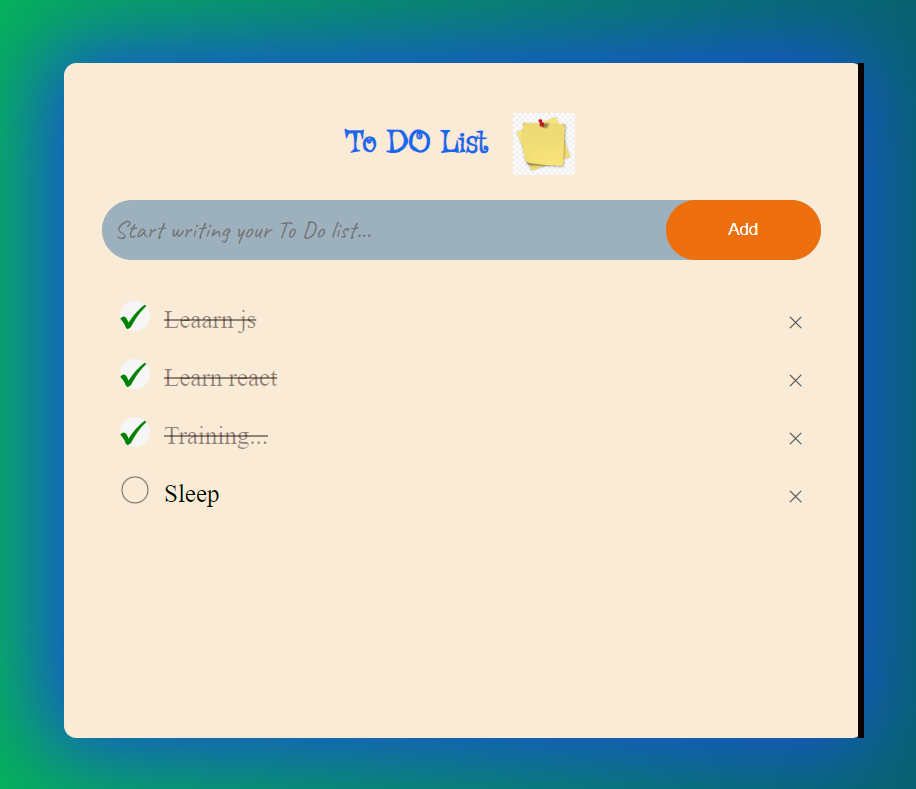 To DO List
Start writing your To Do list...
Add
Leaarn js
Learn react
Training...
Sleep